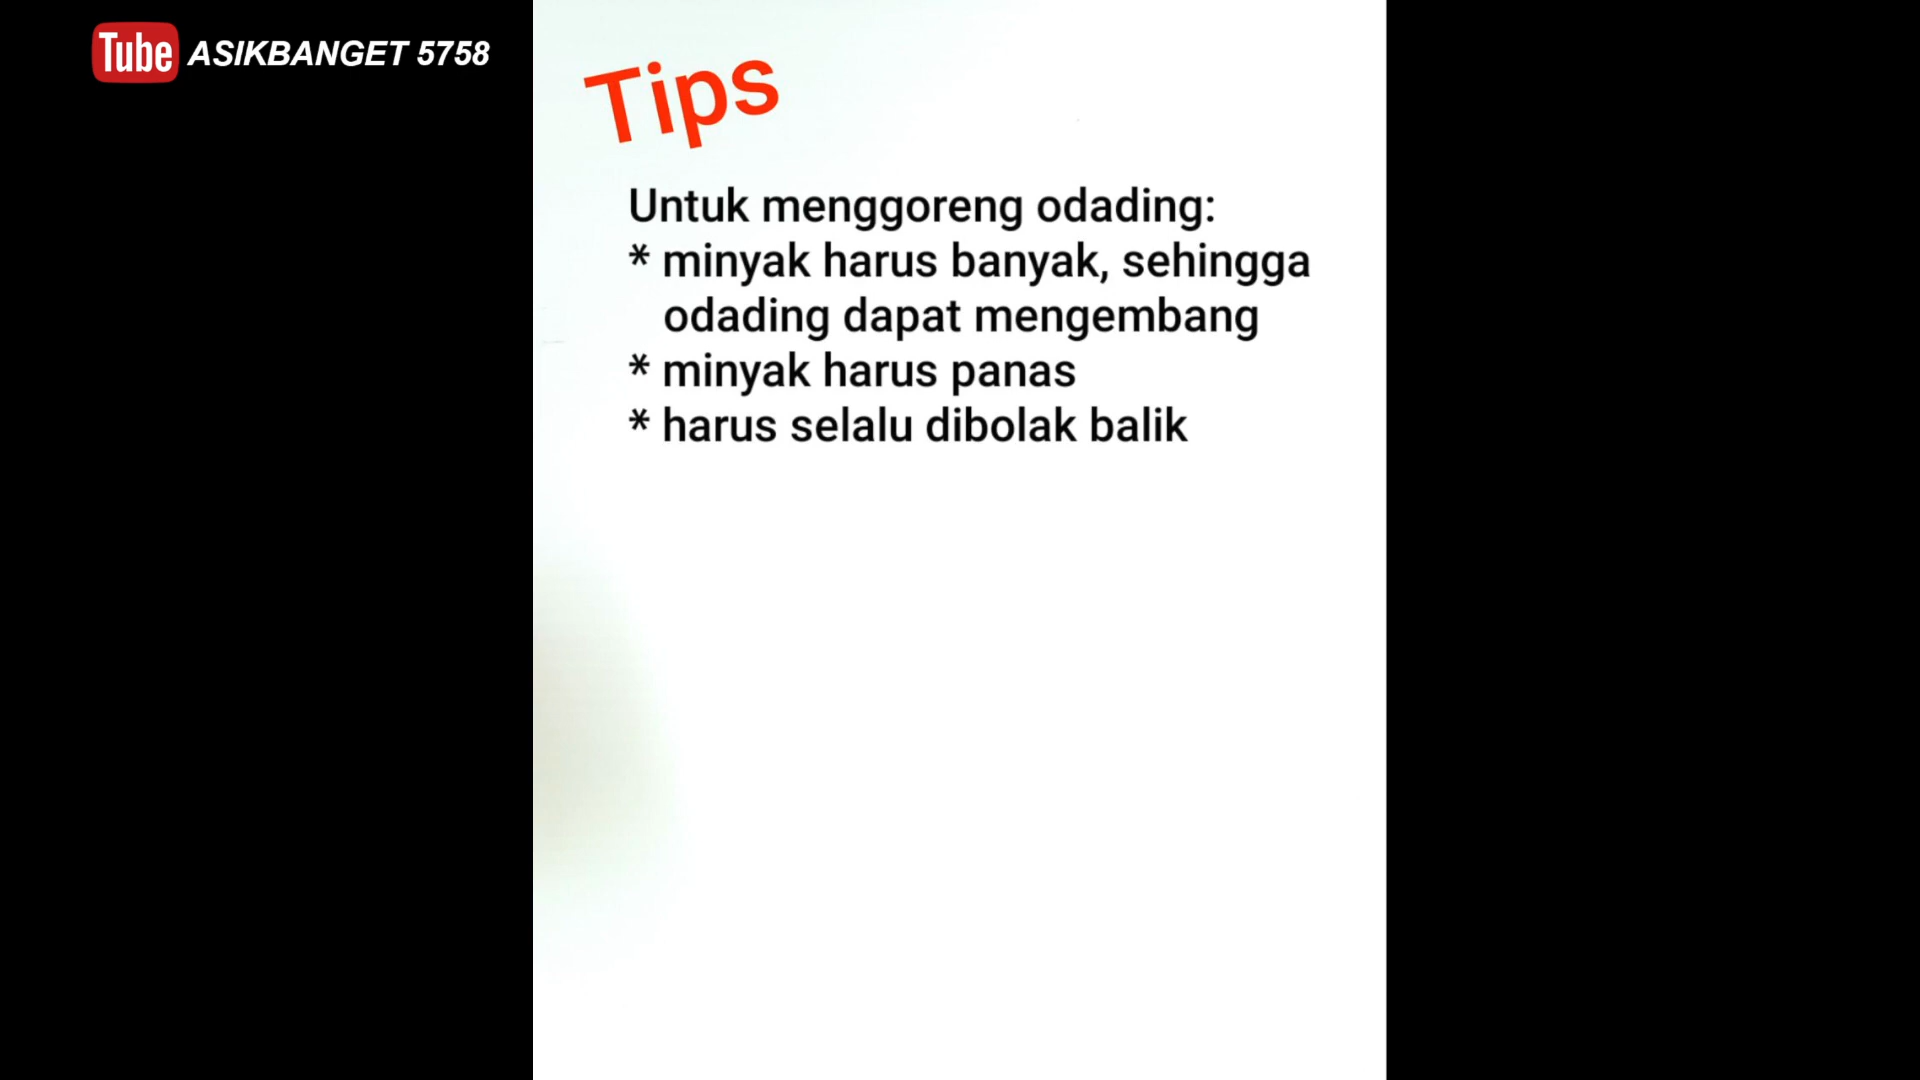 Tube ASIKBANGET 5758
Tips
Untuk menggoreng odading:
* minyak harus banyak, sehingga
odading dapat mengembang
* minyak harus panas
* harus selalu dibolak balik